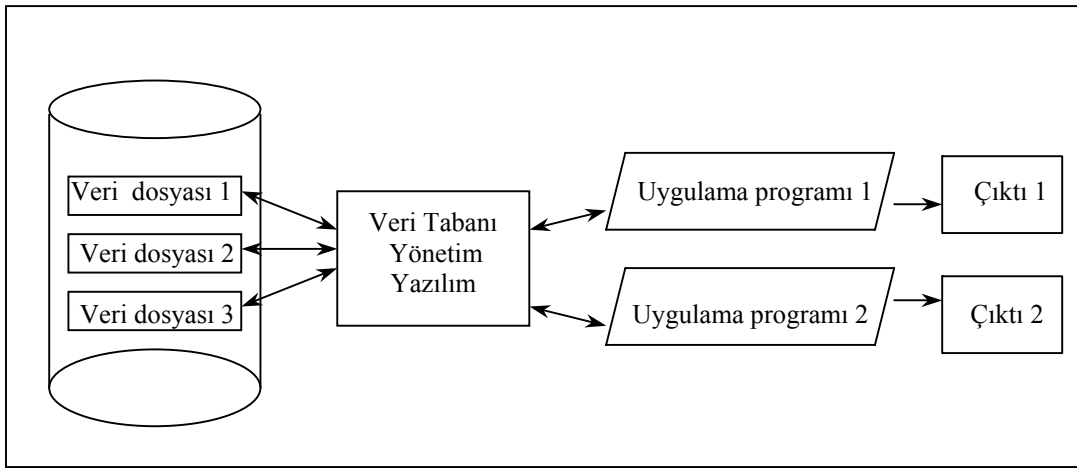 Veri dosyası 1
Veri dosyası 2
Veri dosyası 3
Veri Tabanı
Yönetim
Yazılım
Uygulama programı 1
Uygulama programı 2
Çıktı 1
Çıktı 2